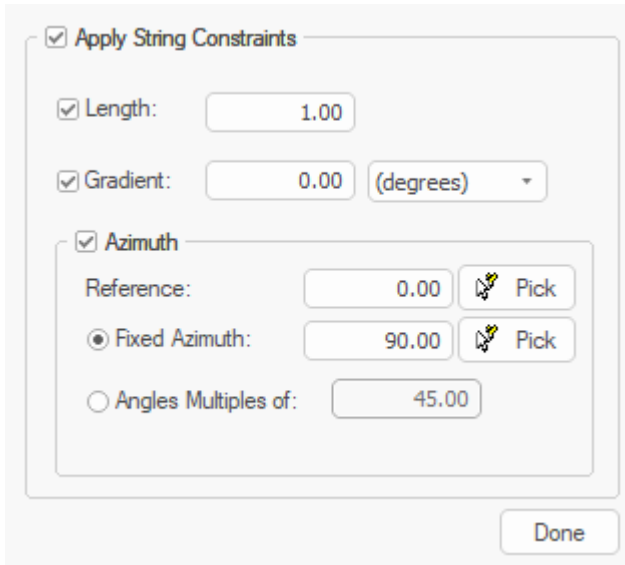 Apply String Constraints
Length: 1.00
Gradient: 0.00 (degrees)
Azimuth
Reference: 0.00 Pick
Fixed Azimuth: 90.00 Pick
Angles Multiples of: 45.00
Done